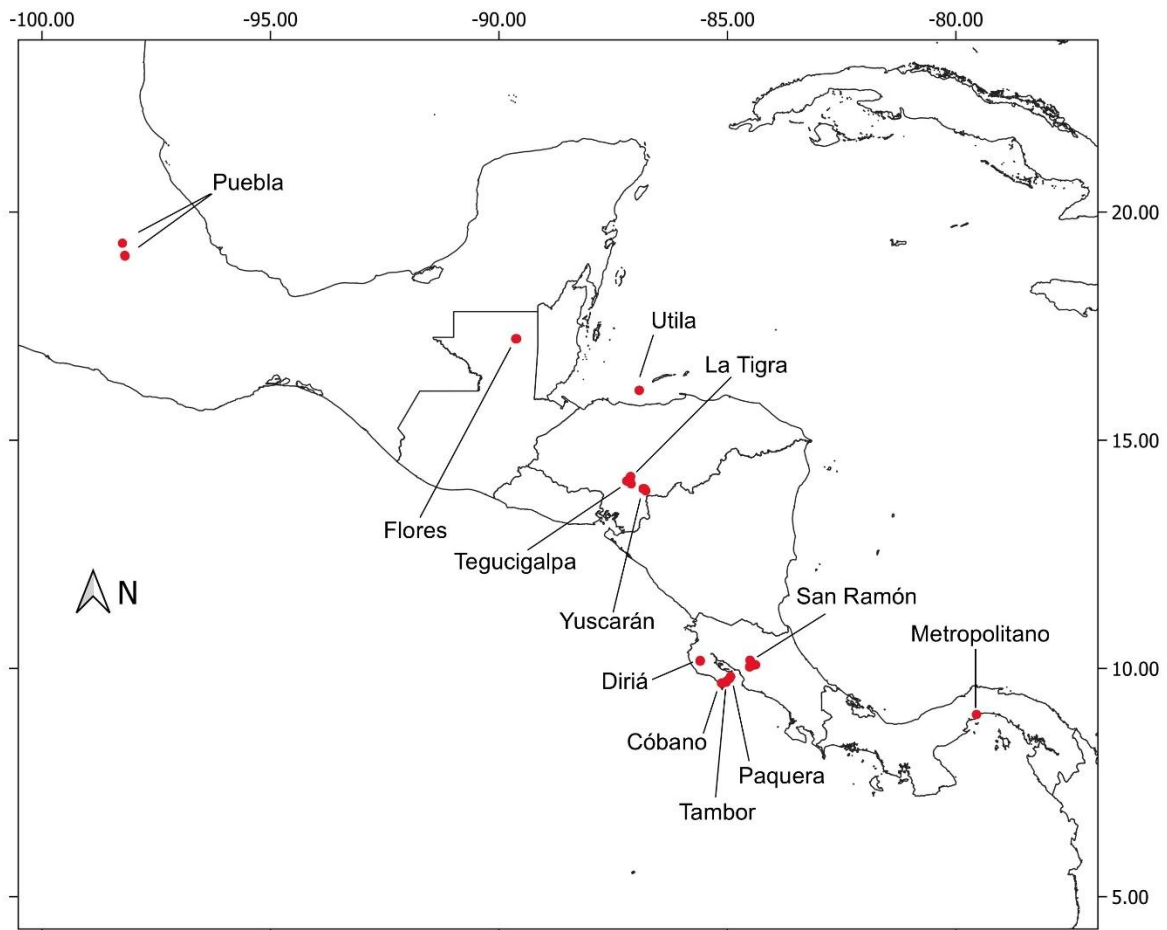 -100.00
-95.00
-90.00
-85.00
-80.00
Puebla
20.00
Utila
La Tigra
15.00
Flores
Tegucigalpa
N
San Ramón
Yuscarán
Metropolitano
10.00
Diriá
Cóbano
Paquera
Tambor
5.00